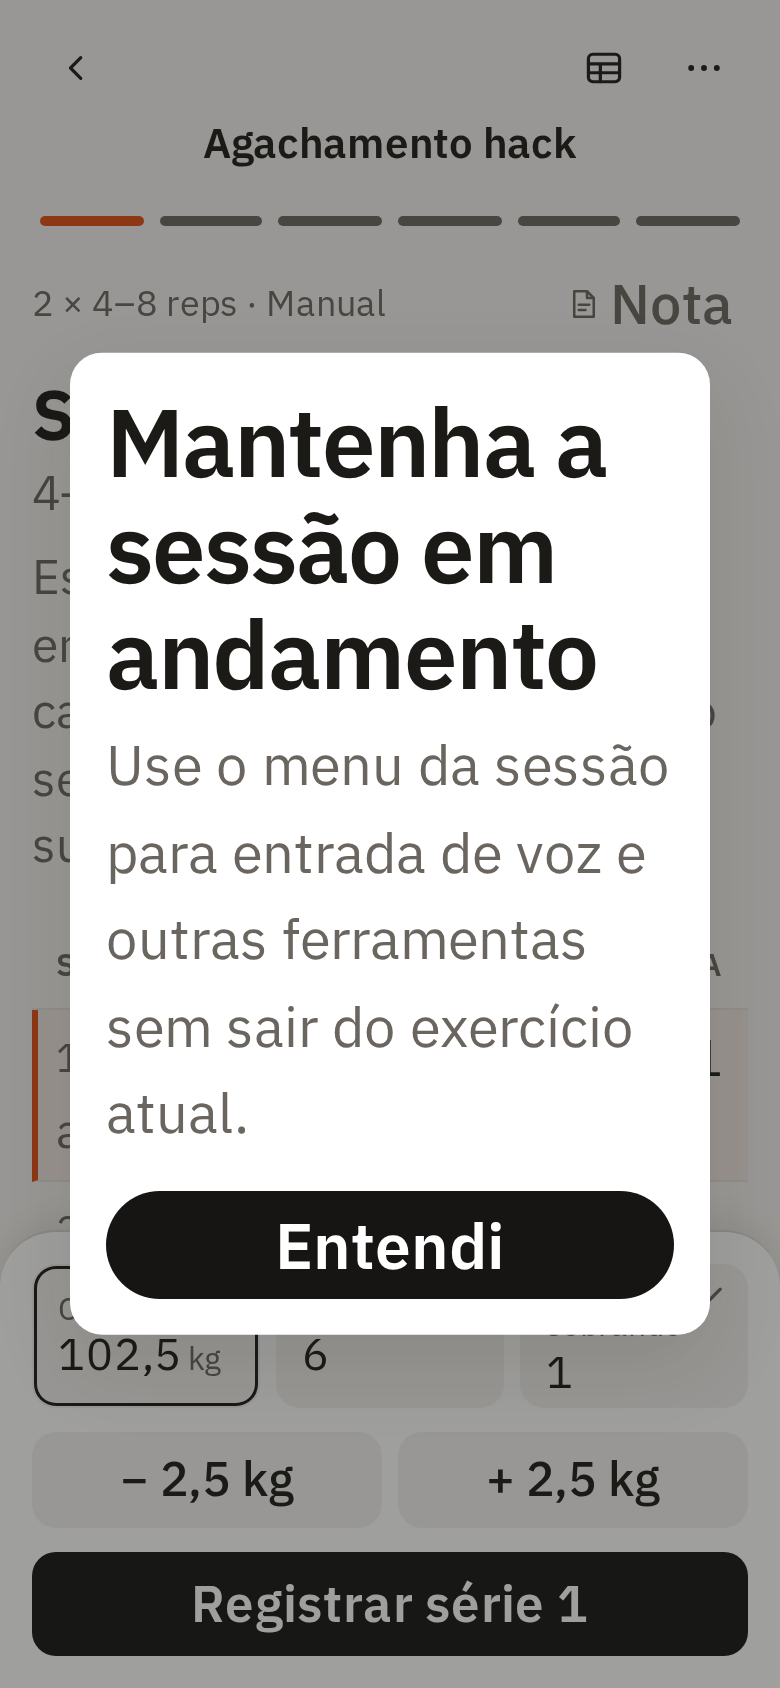 Agachamento hack
2 × 4–8 reps · Manual
Nota
Mantenha a
sessão em
andamento
Use o menu da sessão
para entrada de voz e
outras ferramentas
sem sair do exercício
atual.
Entendi
102,5 kg
6
1
– 2,5 kg
+ 2,5 kg
Registrar série 1